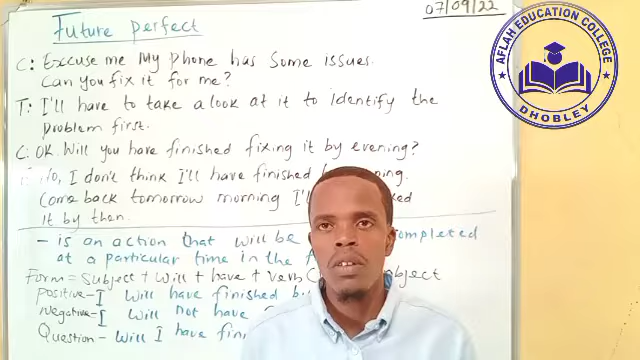 Future perfect
07/09/22
AFLAH EDUCATION COLLEGE
DHOBLEY
C: Excuse me My phone has some issues.
Can you fix it for me?
T: I'll have to take a look at it to identify the
problem first.
C: OK. Will you have finished fixing it by evening?
No, I don't think I'll have finished
Come back tomorrow morning I'll
it by then.
- is an action that will be completed
at a particular time in the
Form = Subject + Will + have + verb
Positive - I will have finished
Negative = I will not have
Question - Will I have